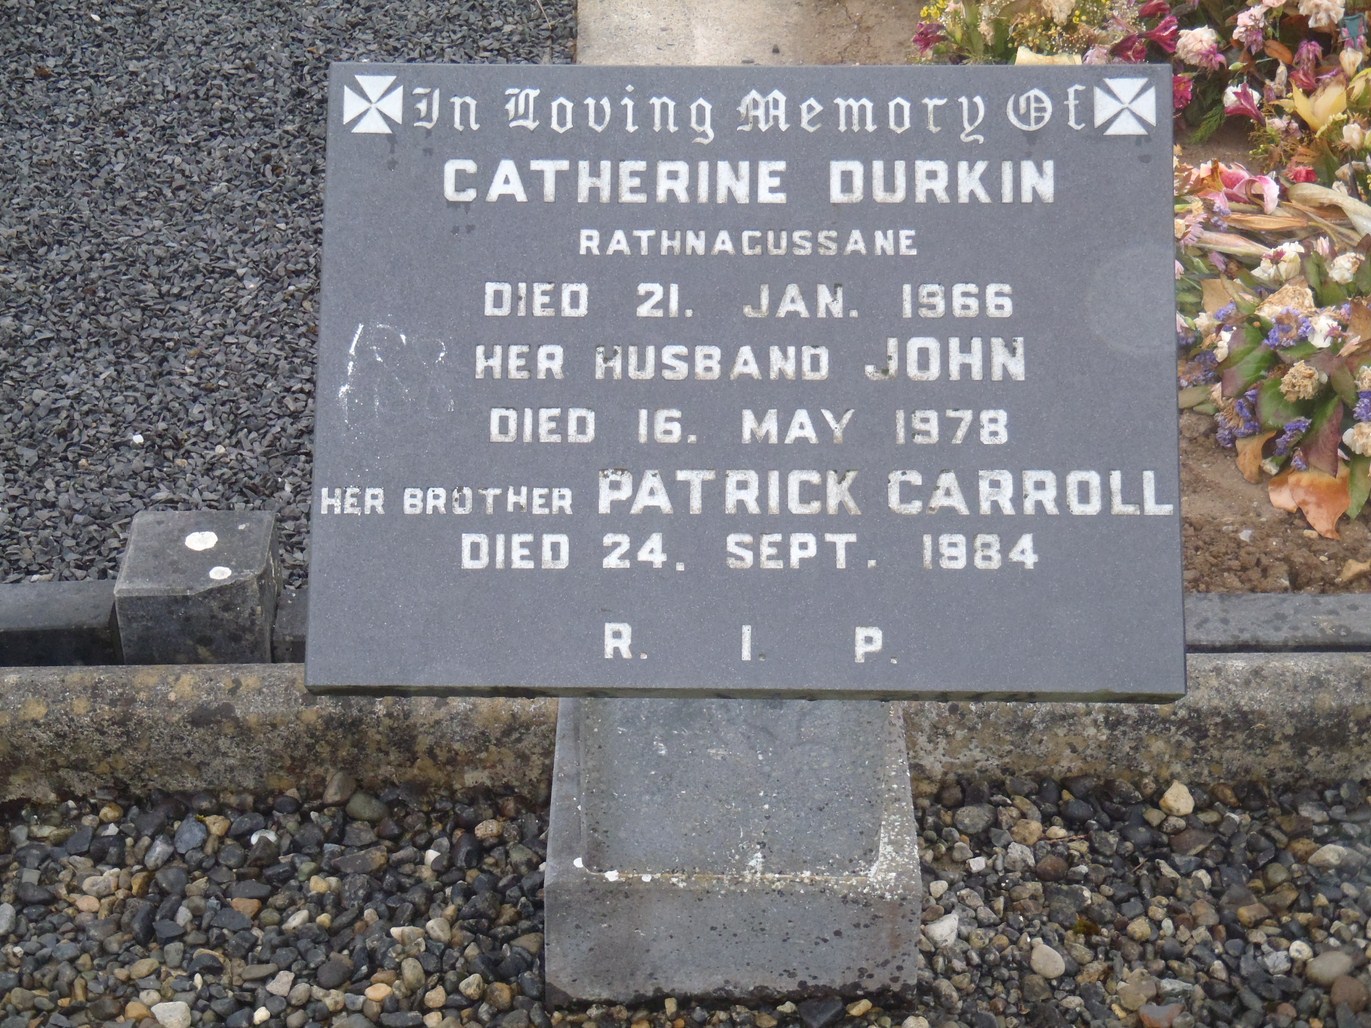 In Loving Memory Of
CATHERINE DURKIN
RATHNAGUSSANE
DIED 21. JAN. 1966
HER HUSBAND JOHN
DIED 16. MAY 1978
HER BROTHER PATRICK CARROLL
DIED 24. SEPT. 1984
R. I. P.